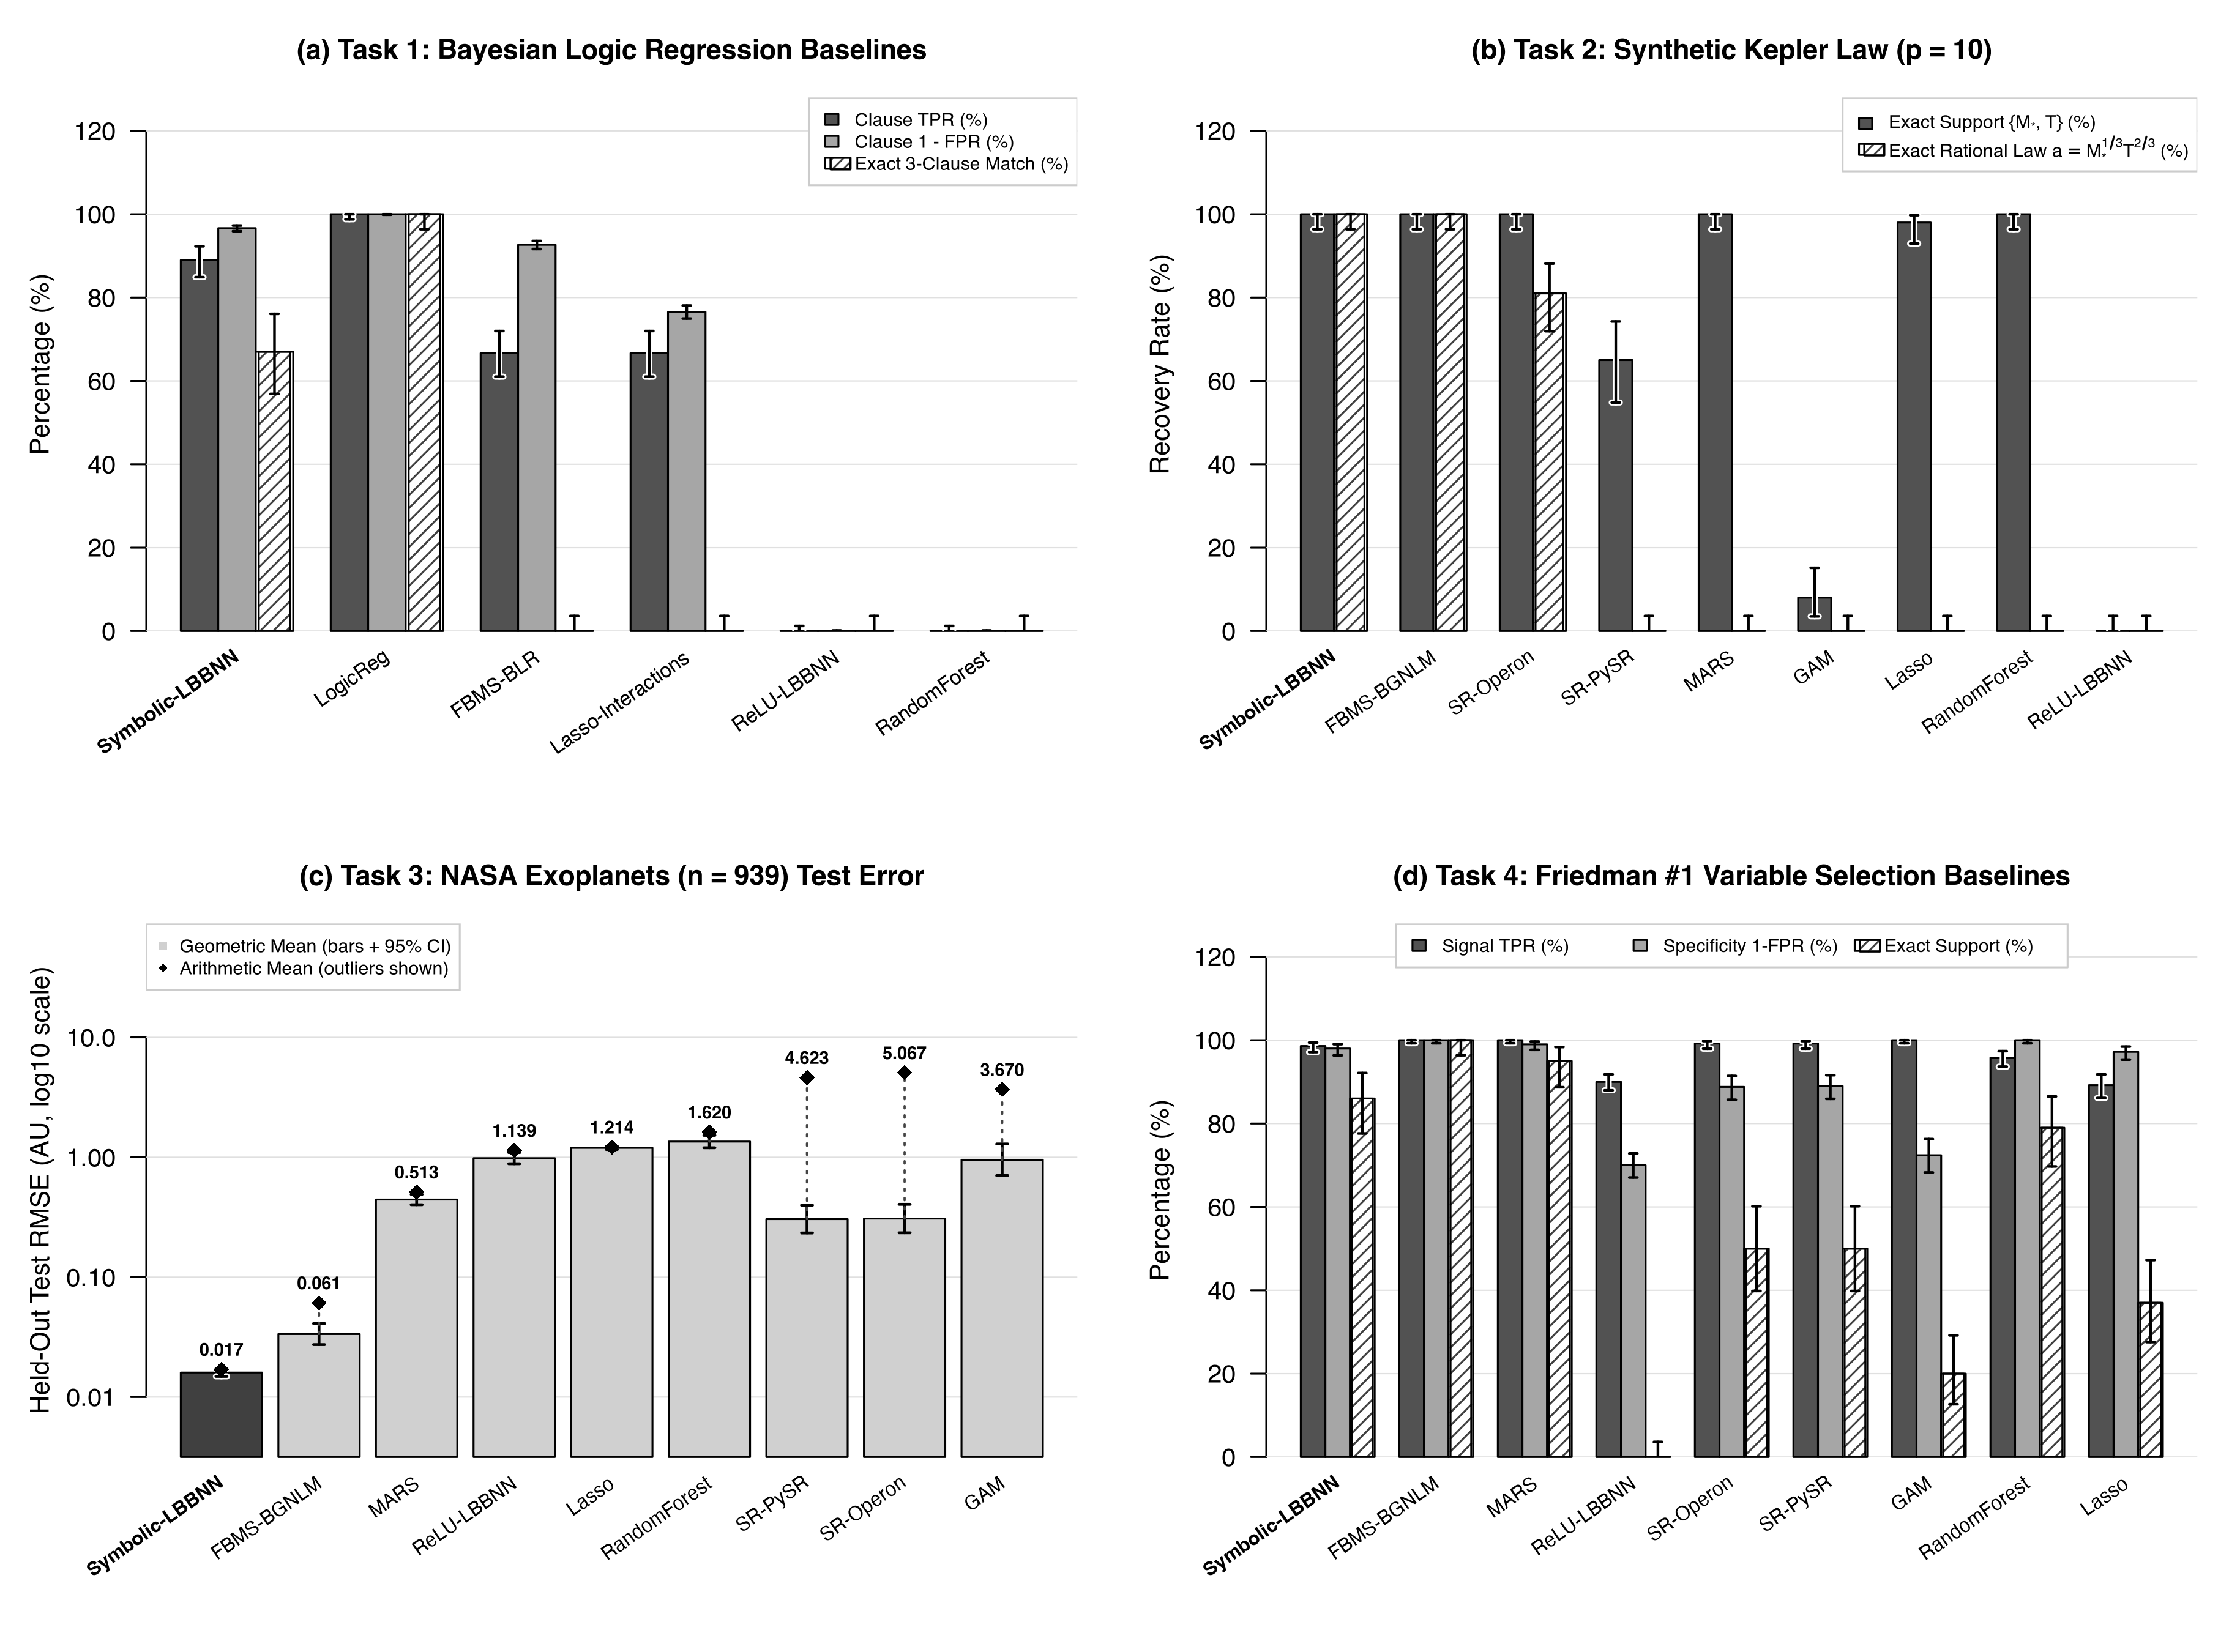 (a) Task 1: Bayesian Logic Regression Baselines
Clause TPR (%)
Clause 1 - FPR (%)
Exact 3-Clause Match (%)
Percentage (%)
120
100
80
60
40
20
0
Symbolic-LBBNN
LogicReg
FBMS-BLR
Lasso-Interactions
ReLU-LBBNN
RandomForest
(b) Task 2: Synthetic Kepler Law (p = 10)
Exact Support {M*, T} (%)
Exact Rational Law a = M*^1/3 T^2/3 (%)
Recovery Rate (%)
120
100
80
60
40
20
0
Symbolic-LBBNN
FBMS-BGNLM
SR-Operon
SR-PySR
MARS
GAM
Lasso
RandomForest
ReLU-LBBNN
(c) Task 3: NASA Exoplanets (n = 939) Test Error
Geometric Mean (bars + 95% CI)
Arithmetic Mean (outliers shown)
Held-Out Test RMSE (AU, log10 scale)
10.0
1.00
0.10
0.01
0.017
0.061
0.513
1.139
1.214
1.620
4.623
5.067
3.670
Symbolic-LBBNN
FBMS-BGNLM
MARS
ReLU-LBBNN
Lasso
RandomForest
SR-PySR
SR-Operon
GAM
(d) Task 4: Friedman #1 Variable Selection Baselines
Signal TPR (%)
Specificity 1-FPR (%)
Exact Support (%)
Percentage (%)
120
100
80
60
40
20
0
Symbolic-LBBNN
FBMS-BGNLM
MARS
ReLU-LBBNN
SR-Operon
SR-PySR
GAM
RandomForest
Lasso